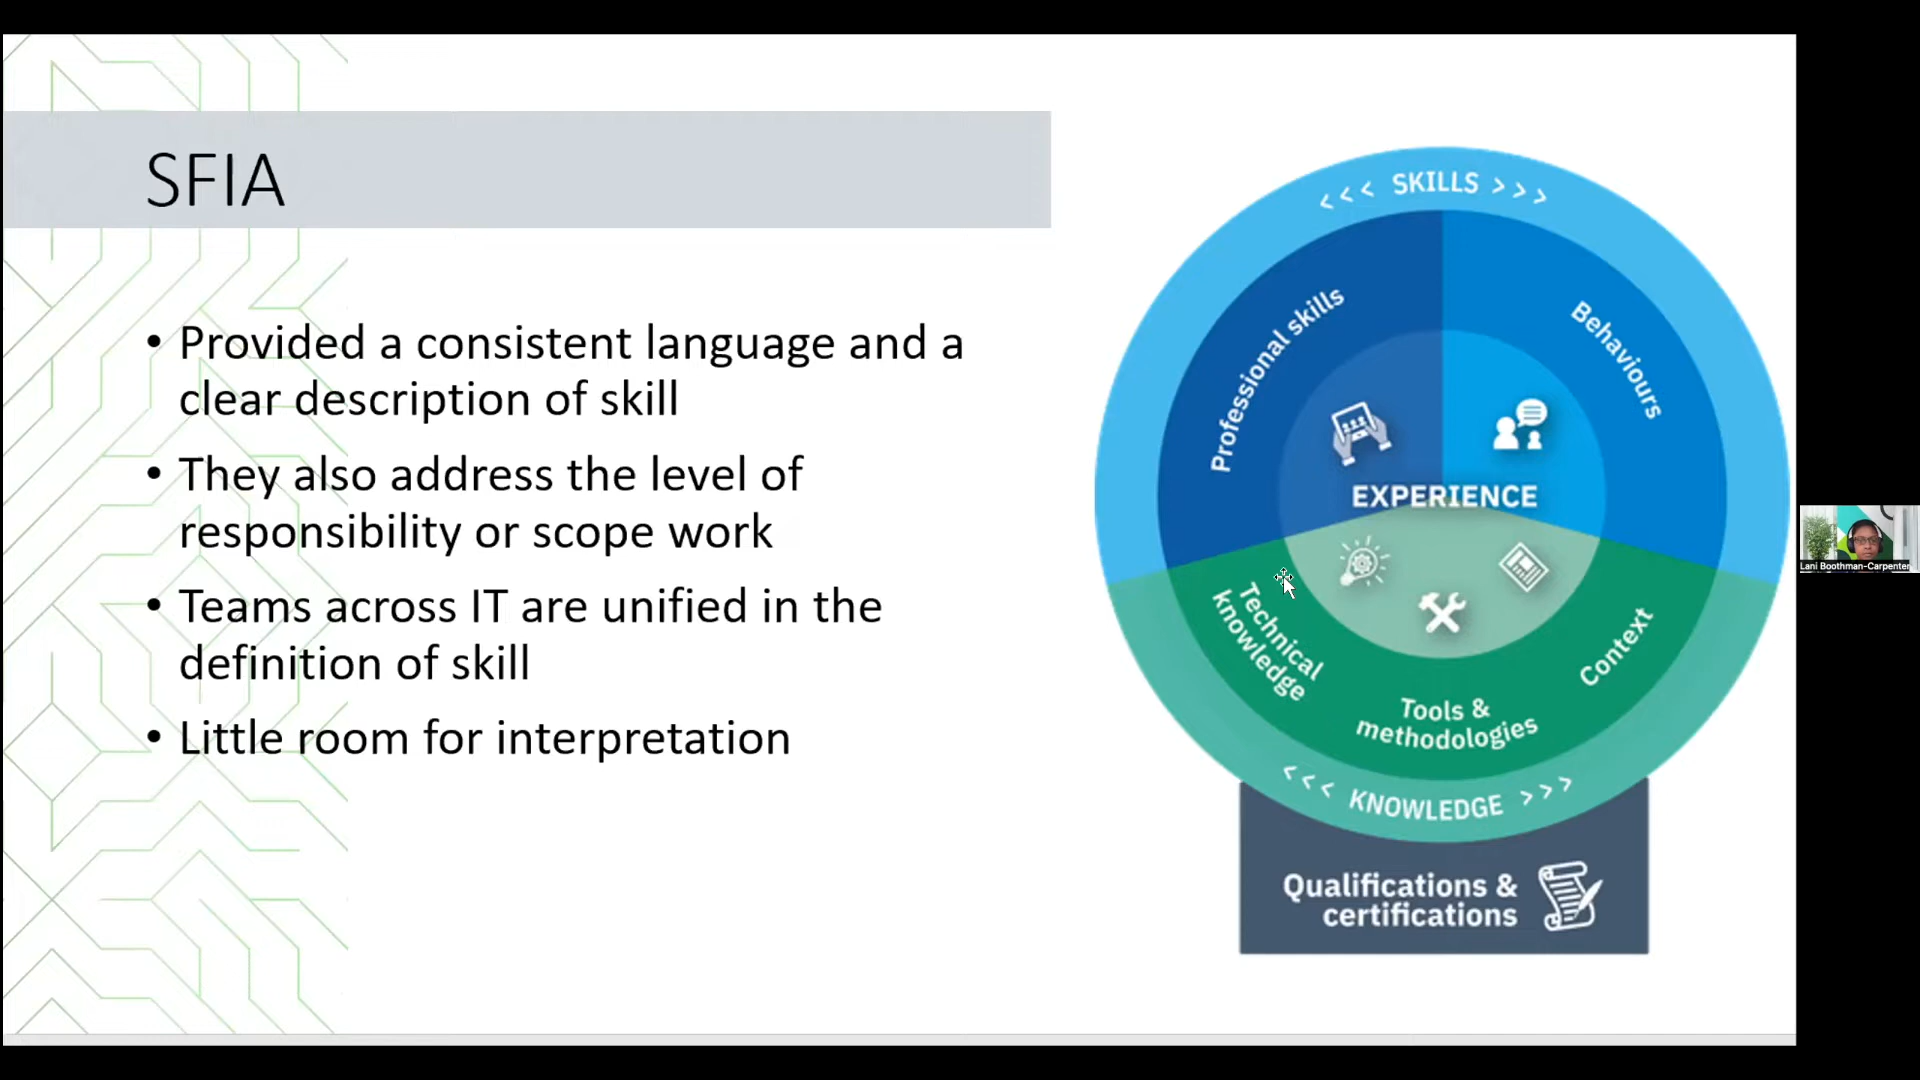 SFIA
• Provided a consistent language and a
clear description of skill
• They also address the level of
responsibility or scope work
• Teams across IT are unified in the
definition of skill
• Little room for interpretation
<<< SKILLS >>>
Professional skills
Behaviours
EXPERIENCE
Technical
knowledge
Tools &
methodologies
Context
<<< KNOWLEDGE >>>
Qualifications &
certifications
Lani Boothman-Carpenter